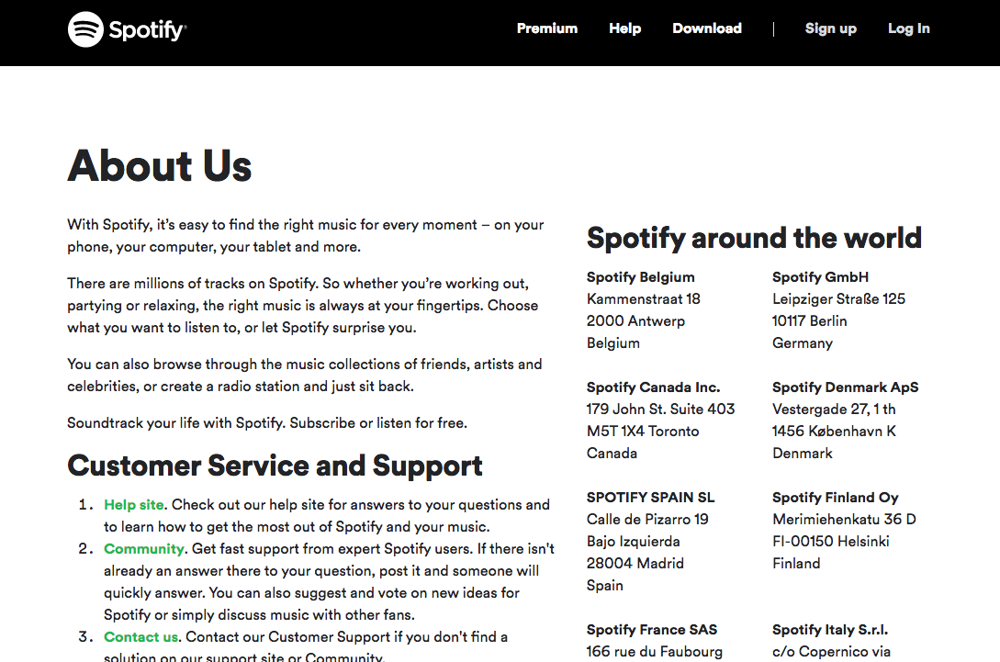 Spotify®
Premium
Help
Download
Sign up
Log In
About Us
With Spotify, it's easy to find the right music for every moment – on your
phone, your computer, your tablet and more.
There are millions of tracks on Spotify. So whether you're working out,
partying or relaxing, the right music is always at your fingertips. Choose
what you want to listen to, or let Spotify surprise you.
You can also browse through the music collections of friends, artists and
celebrities, or create a radio station and just sit back.
Soundtrack your life with Spotify. Subscribe or listen for free.
Customer Service and Support
1. Help site. Check out our help site for answers to your questions and
to learn how to get the most out of Spotify and your music.
2. Community. Get fast support from expert Spotify users. If there isn't
already an answer there to your question, post it and someone will
quickly answer. You can also suggest and vote on new ideas for
Spotify or simply discuss music with other fans.
3. Contact us. Contact our Customer Support if you don't find a
solution on our support site or Community.
Spotify around the world
Spotify Belgium
Kammenstraat 18
2000 Antwerp
Belgium
Spotify GmbH
Leipziger Straße 125
10117 Berlin
Germany
Spotify Canada Inc.
179 John St. Suite 403
M5T 1X4 Toronto
Canada
Spotify Denmark ApS
Vestergade 27, 1 th
1456 København K
Denmark
SPOTIFY SPAIN SL
Calle de Pizarro 19
Bajo Izquierda
28004 Madrid
Spain
Spotify Finland Oy
Merimiehenkatu 36 D
FI-00150 Helsinki
Finland
Spotify France SAS
166 rue du Faubourg
Spotify Italy S.r.l.
c/o Copernico via